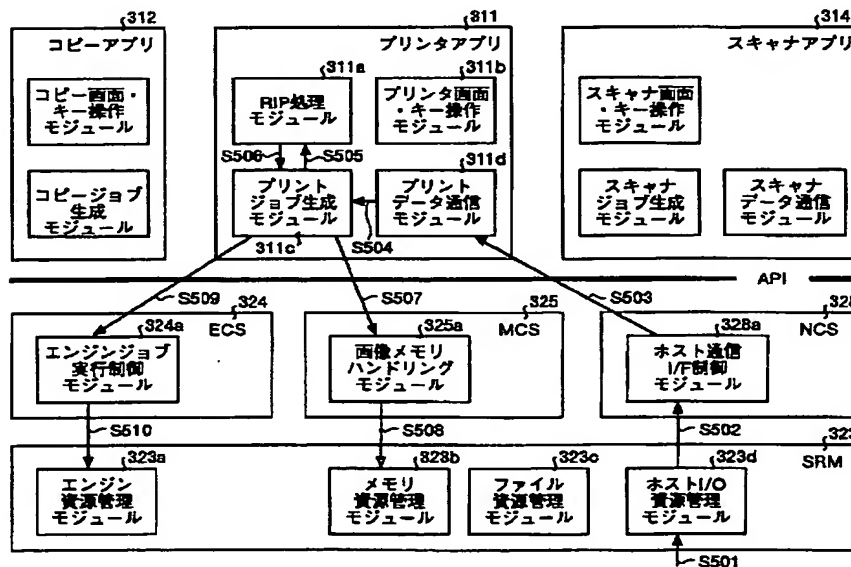 312
コピーアプリ
コピー画面・
キー操作
モジュール
コピージョブ
生成
モジュール
311
プリンタアプリ
311a
RIP処理
モジュール
311b
プリンタ画面
・キー操作
モジュール
S506
S505
311d
プリント
ジョブ生成
モジュール
プリント
データ通信
モジュール
311c
S504
314
スキャナアプリ
スキャナ画面
・キー操作
モジュール
スキャナ
ジョブ生成
モジュール
スキャナ
データ通信
モジュール
API
S509
S507
S503
324
ECS
324a
エンジンジョブ
実行制御
モジュール
325
MCS
325a
画像メモリ
ハンドリング
モジュール
328
NCS
328a
ホスト通信
I/F制御
モジュール
S510
S508
S502
323
SRM
323a
エンジン
資源管理
モジュール
323b
メモリ
資源管理
モジュール
323c
ファイル
資源管理
モジュール
323d
ホストI/O
資源管理
モジュール
S501